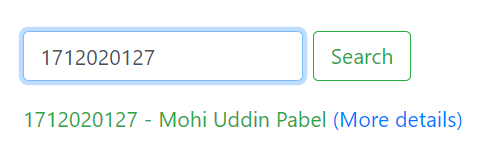 1712020127 Search
1712020127 - Mohi Uddin Pabel (More details)